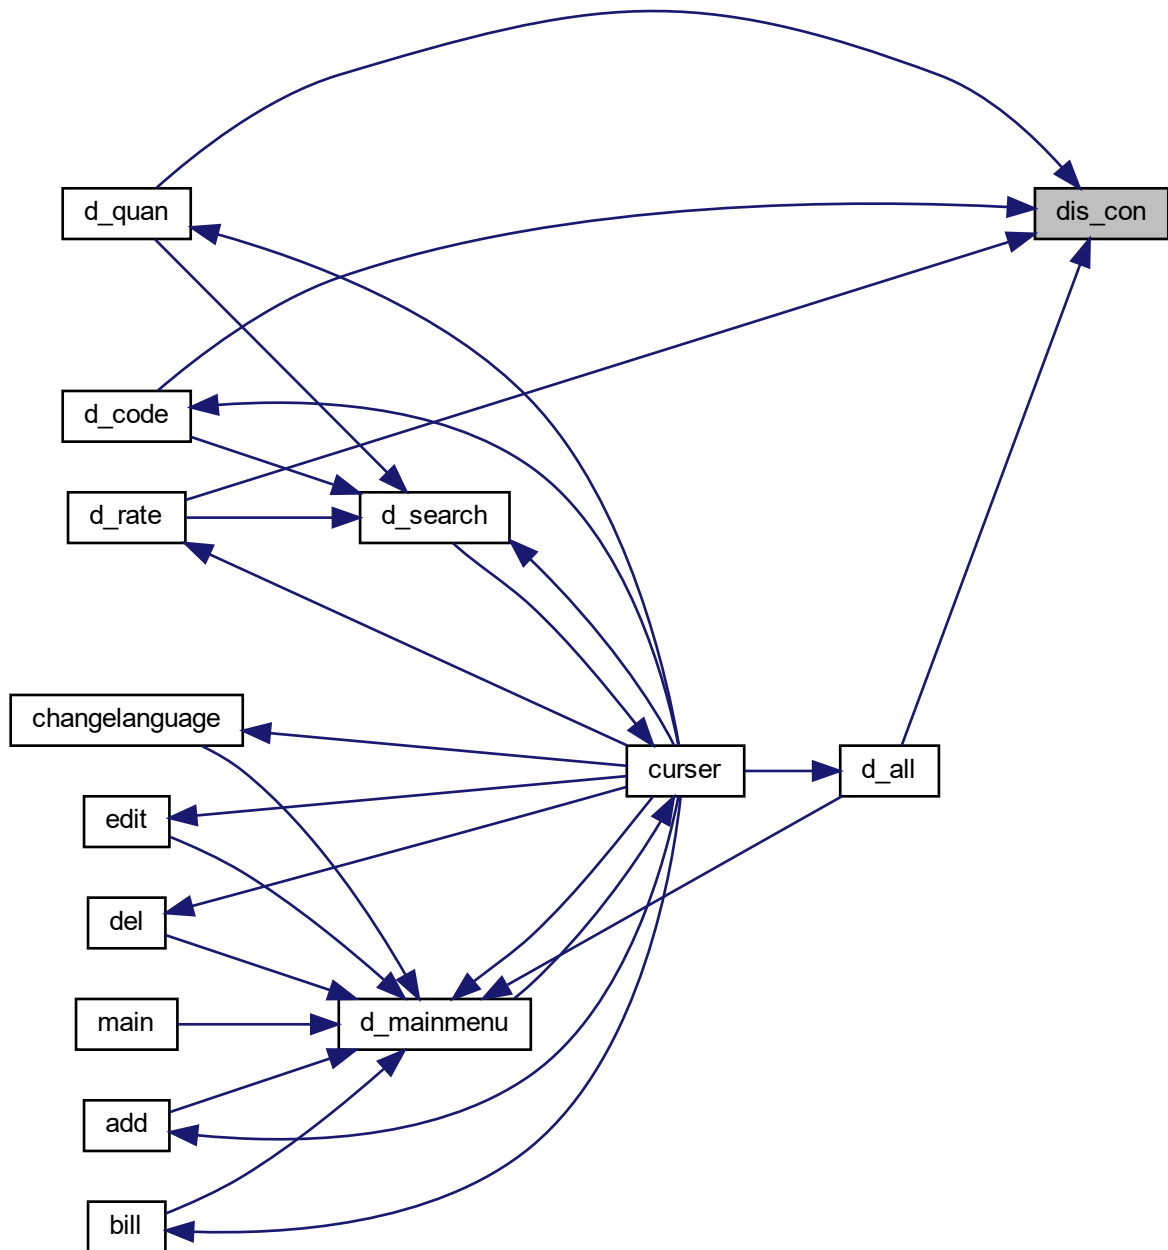 d_quan
dis_con
d_code
d_rate
d_search
changelanguage
curser
d_all
edit
del
main
d_mainmenu
add
bill